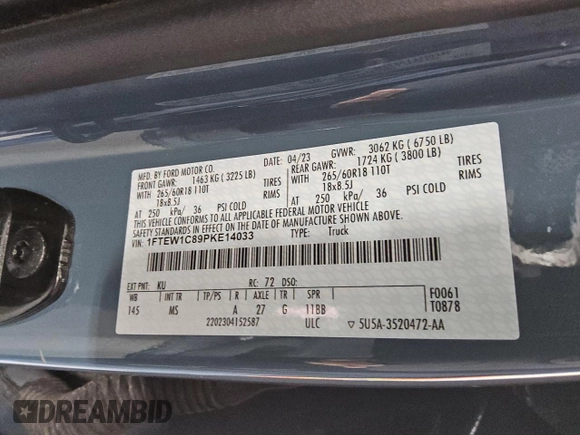 MFD. BY FORD MOTOR CO.
DATE: 04/23 GVWR: 3062 KG ( 6750 LB)
FRONT GAWR: 1463 KG ( 3225 LB) REAR GAWR: 1724 KG ( 3800 LB)
WITH 265/60R18 110T TIRES WITH 265/60R18 110T TIRES
18x8.5J RIMS 18x8.5J RIMS
AT 250 kPa/ 36 PSI COLD AT 250 kPa/ 36 PSI COLD
THIS VEHICLE CONFORMS TO ALL APPLICABLE FEDERAL MOTOR VEHICLE
SAFETY STANDARDS IN EFFECT ON THE DATE OF MANUFACTURE SHOWN ABOVE.
VIN: 1FTEW1C89PKE14033 TYPE: Truck
EXT PNT: KU RC: 72 DSO: F0061
WB INT TR TP/PS R AXLE TR SPR T0878
145 MS A 27 G 11BB
2202304152587 ULC 5U5A-3520472-AA
DREAMBID